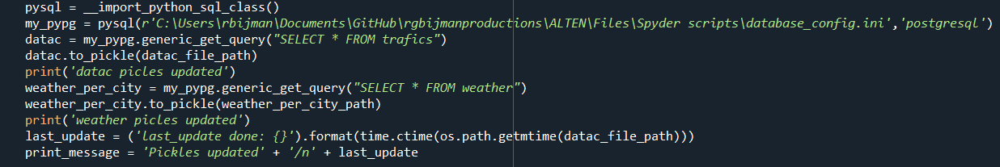 pysql = __import_python_sql_class()
my_pypg = pysql(r'C:\Users\rbijman\Documents\GitHub\rgbijmanproductions\ALTEN\Files\Spyder scripts\database_config.ini','postgresql')
datac = my_pypg.generic_get_query("SELECT * FROM trafics")
datac.to_pickle(datac_file_path)
print('datac picles updated')
weather_per_city = my_pypg.generic_get_query("SELECT * FROM weather")
weather_per_city.to_pickle(weather_per_city_path)
print('weather picles updated')
last_update = ('last_update done: {}').format(time.ctime(os.path.getmtime(datac_file_path)))
print_message = 'Pickles updated' + '/n' + last_update